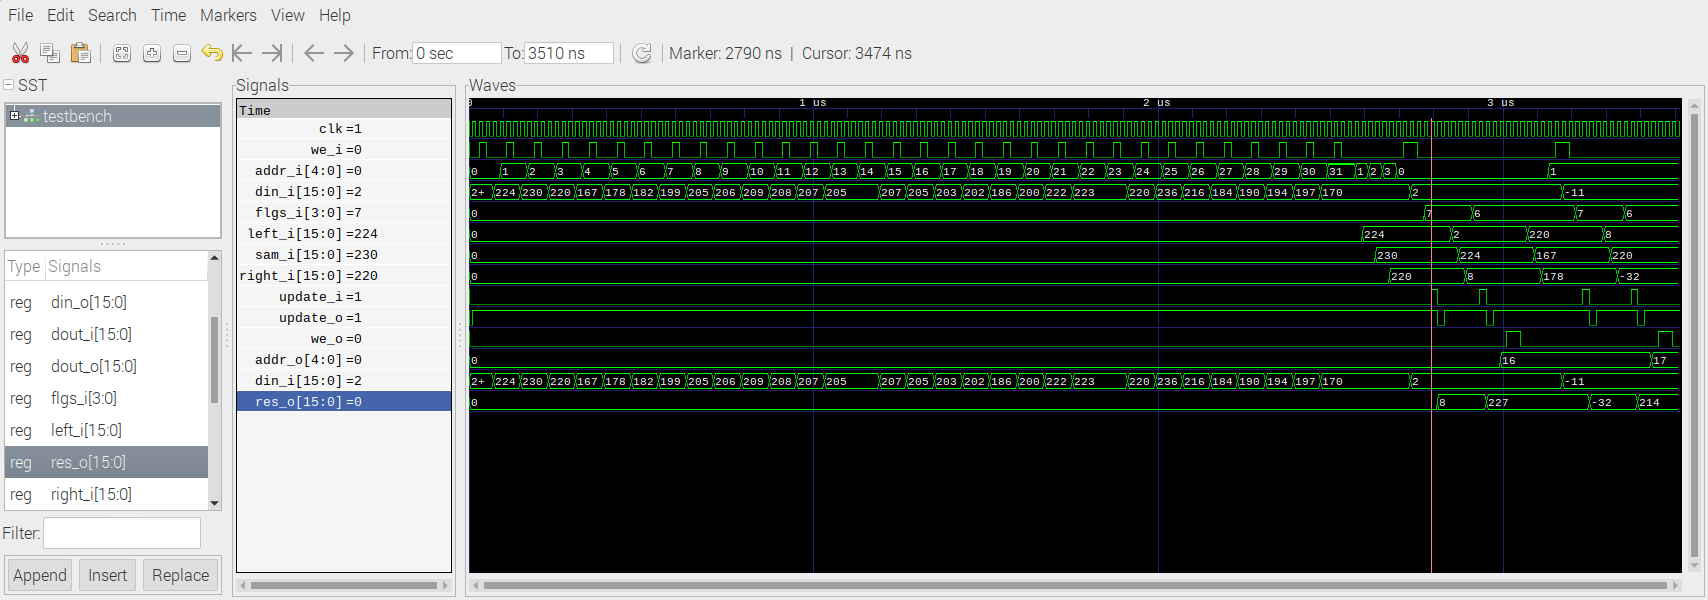 File Edit Search Time Markers View Help
From: 0 sec To: 3510 ns Marker: 2790 ns | Cursor: 3474 ns
SST
testbench
Type Signals
reg din_o[15:0]
reg dout_i[15:0]
reg dout_o[15:0]
reg flgs_i[3:0]
reg left_i[15:0]
reg res_o[15:0]
reg right_i[15:0]
Filter:
Append Insert Replace
Signals
Time
clk =1
we_i =0
addr_i[4:0] =0
din_i[15:0] =2
flgs_i[3:0] =7
left_i[15:0] =224
sam_i[15:0] =230
right_i[15:0] =220
update_i =1
update_o =1
we_o =0
addr_o[4:0] =0
din_i[15:0] =2
res_o[15:0] =0
Waves
0 1 us 2 us 3 us
0 1 2 3 4 5 6 7 8 9 10 11 12 13 14 15 16 17 18 19 20 21 22 23 24 25 26 27 28 29 30 31 1 2 3 0 1
2+ 224 230 220 167 178 182 199 205 206 209 208 207 205 207 205 203 202 186 200 222 223 220 236 216 184 190 194 197 170 2 -11
0 7 6 7 6
0 224 2 220 8
0 230 224 167 220
0 220 8 178 -32
0 16 17
2+ 224 230 220 167 178 182 199 205 206 209 208 207 205 207 205 203 202 186 200 222 223 220 236 216 184 190 194 197 170 2 -11
0 8 227 -32 214